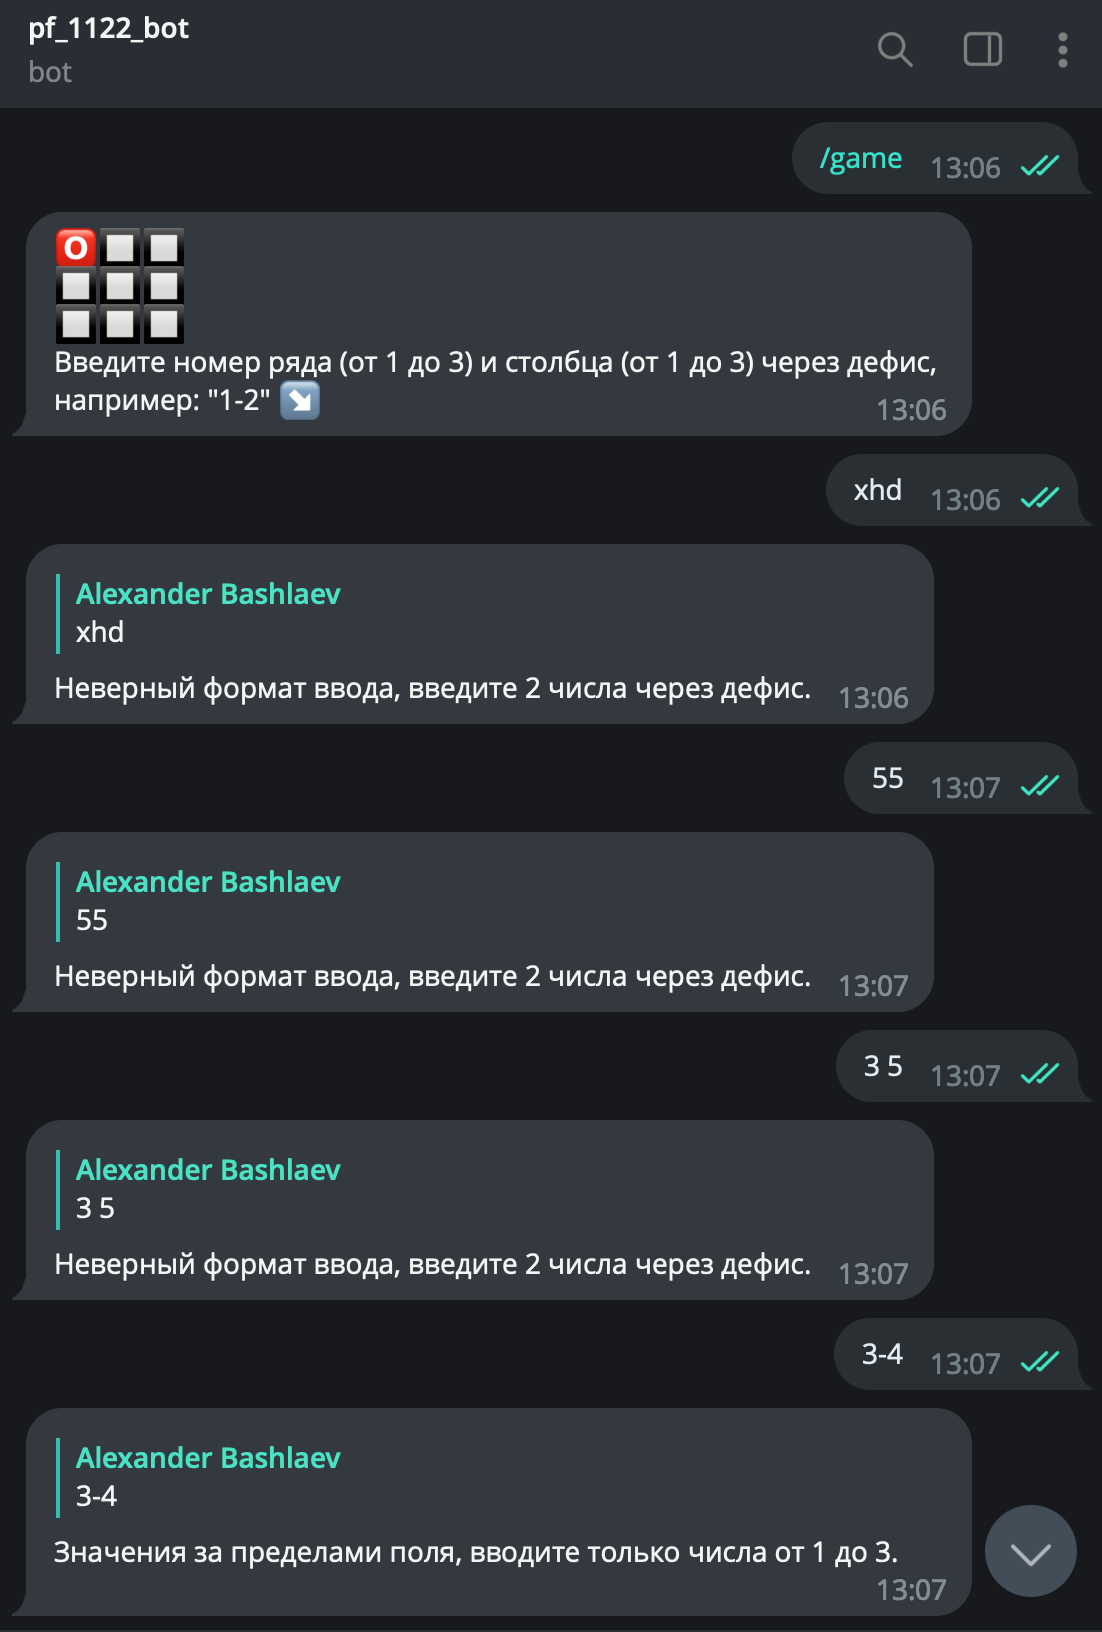 pf_1122_bot
bot
/game 13:06
O
Введите номер ряда (от 1 до 3) и столбца (от 1 до 3) через дефис,
например: "1-2"
13:06
xhd 13:06
Alexander Bashlaev
xhd
Неверный формат ввода, введите 2 числа через дефис. 13:06
55 13:07
Alexander Bashlaev
55
Неверный формат ввода, введите 2 числа через дефис. 13:07
3 5 13:07
Alexander Bashlaev
3 5
Неверный формат ввода, введите 2 числа через дефис. 13:07
3-4 13:07
Alexander Bashlaev
3-4
Значения за пределами поля, вводите только числа от 1 до 3.
13:07